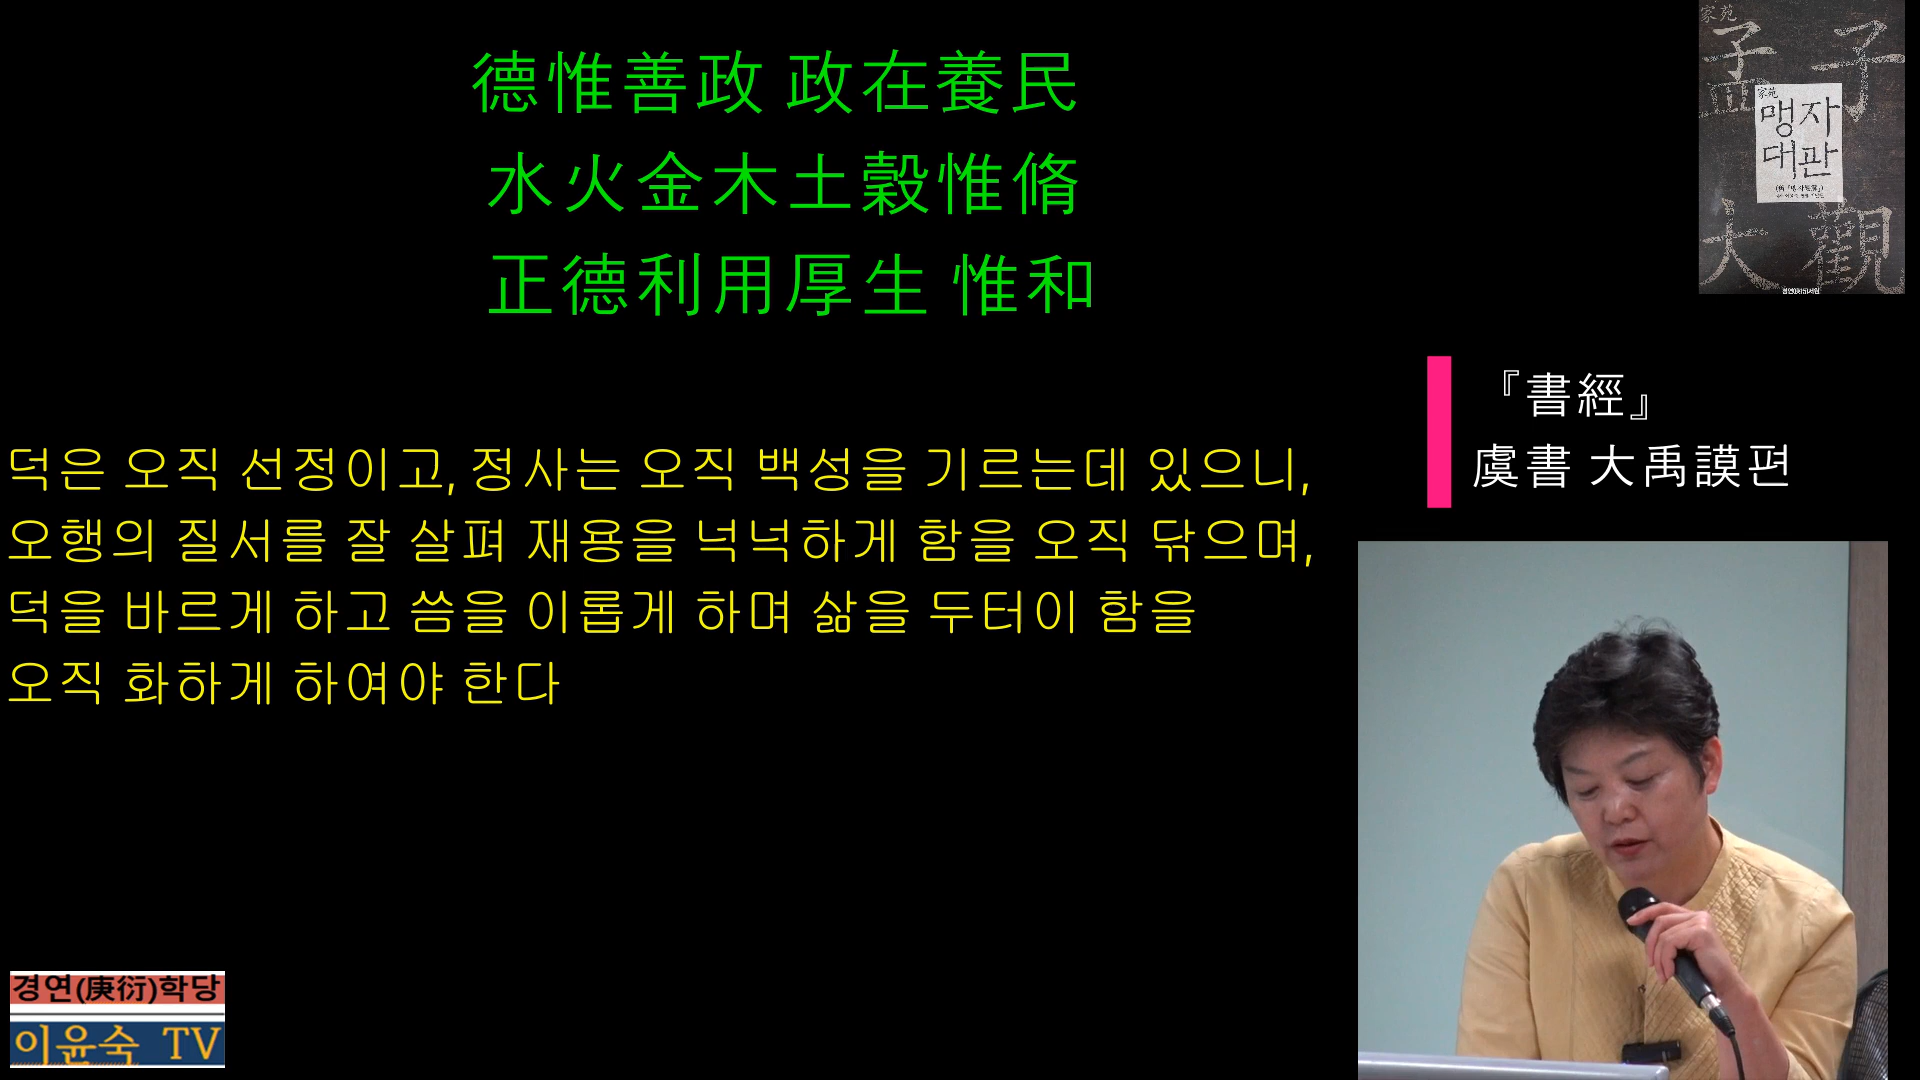 德惟善政 政在養民
水火金木土穀惟脩
正德利用厚生 惟和
덕은 오직 선정이고, 정사는 오직 백성을 기르는데 있으니,
오행의 질서를 잘 살펴 재용을 넉넉하게 함을 오직 닦으며,
덕을 바르게 하고 씀을 이롭게 하며 삶을 두터이 함을
오직 화하게 하여야 한다
家苑
孟子
大觀
家苑
맹자
대관
『書經』
虞書 大禹謨편
경연(庚衍)학당
이윤숙 TV